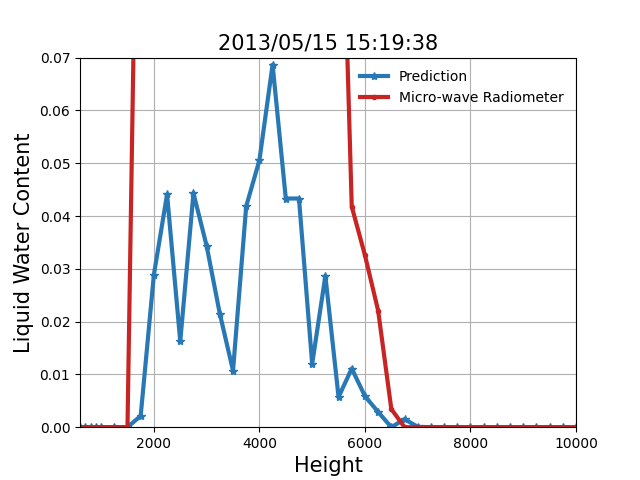 2013/05/15 15:19:38
0.07
0.06
0.05
0.04
0.03
0.02
0.01
0.00
Liquid Water Content
Prediction
Micro-wave Radiometer
2000 4000 6000 8000 10000
Height